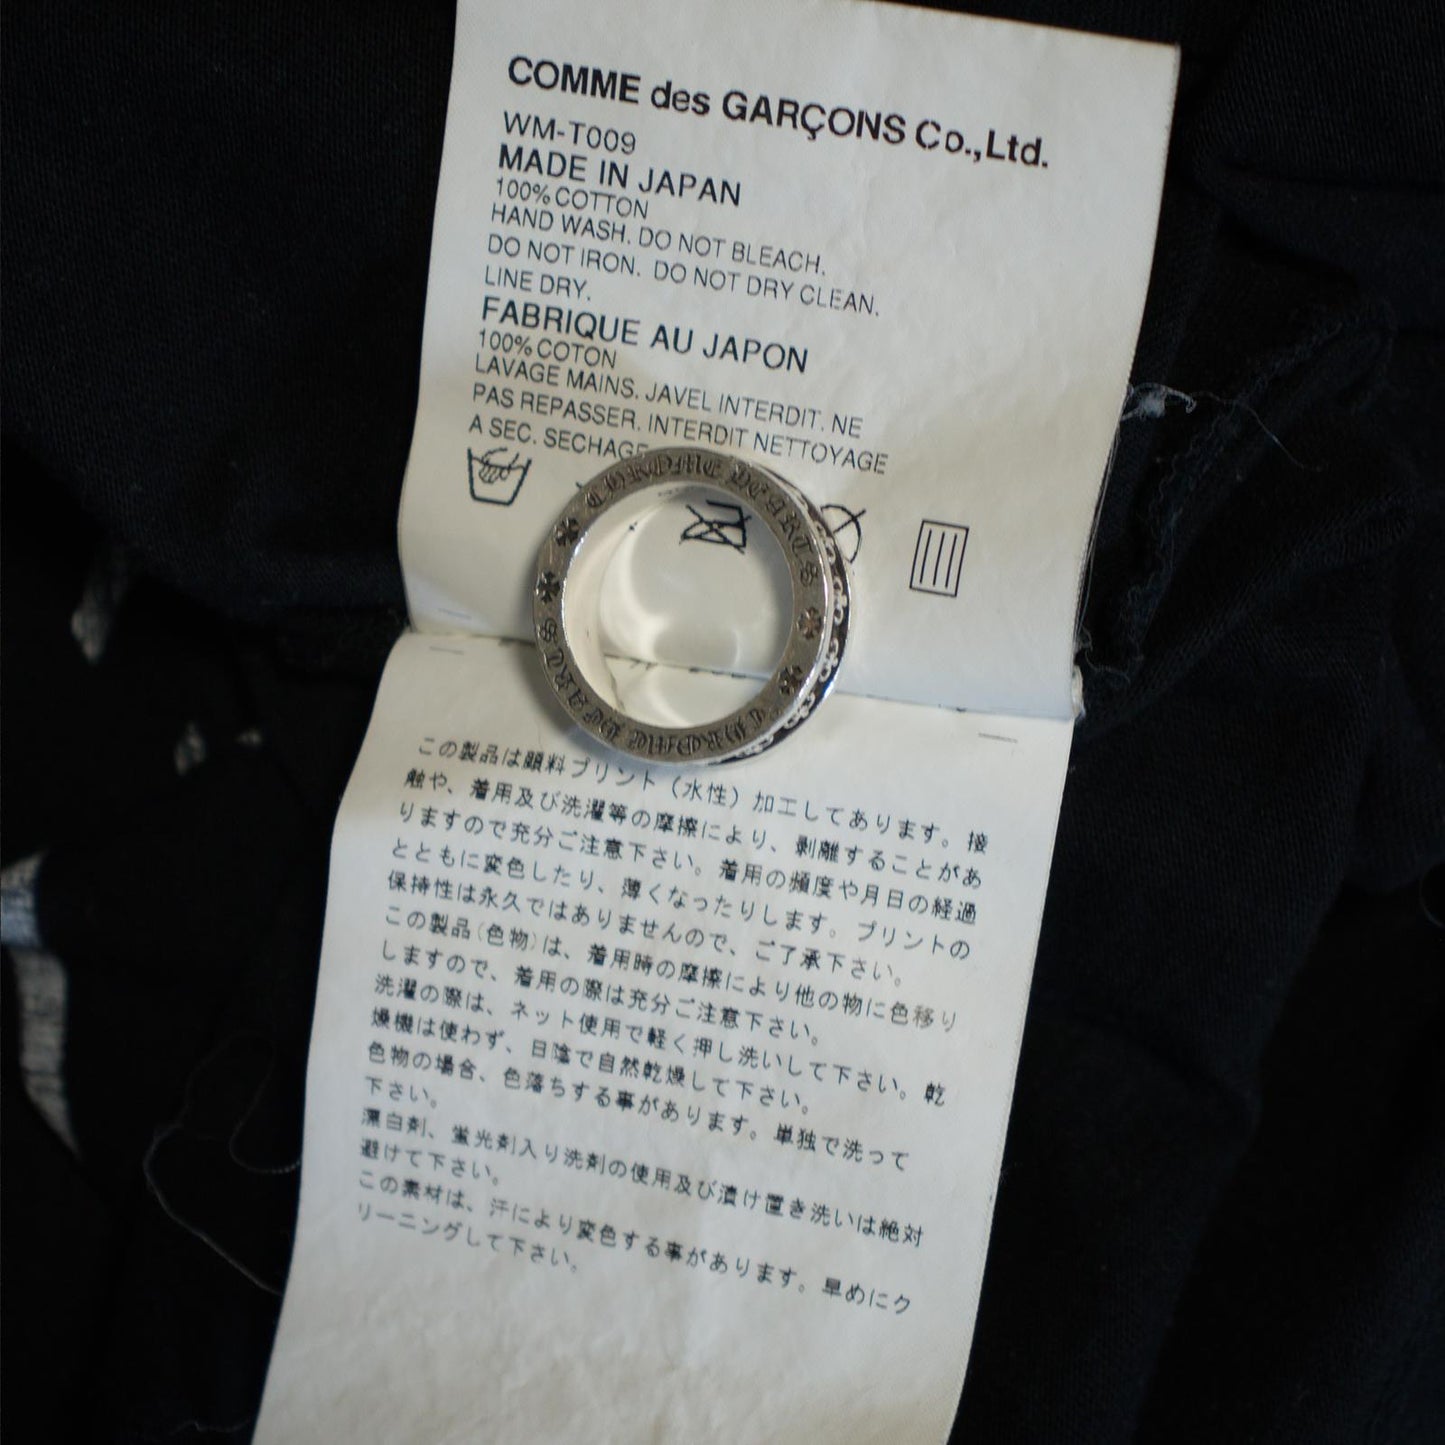 COMME des GARÇONS Co.,Ltd.
WM-T009
MADE IN JAPAN
100% COTTON
HAND WASH. DO NOT BLEACH.
DO NOT IRON. DO NOT DRY CLEAN.
LINE DRY.
FABRIQUE AU JAPON
100% COTON
LAVAGE MAINS. JAVEL INTERDIT. NE
PAS REPASSER. INTERDIT NETTOYAGE
A SEC. SECHAGE
CHROME HEARTS
CHROME HEARTS
この製品は顔料プリント（水性）加工してあります。接
触や、着用及び洗濯等の摩擦により、剥離することがあ
りますので充分ご注意下さい。着用の頻度や月日の経過
とともに変色したり、薄くなったりします。プリントの
保持性は永久ではありませんので、ご了承下さい。
この製品(色物)は、着用時の摩擦により他の物に色移り
しますので、着用の際は充分ご注意下さい。
洗濯の際は、ネット使用で軽く押し洗いして下さい。乾
燥機は使わず、日陰で自然乾燥して下さい。
色物の場合、色落ちする事があります。単独で洗って
下さい。
漂白剤、蛍光剤入り洗剤の使用及び漬け置き洗いは絶対
避けて下さい。
この素材は、汗により変色する事があります。早めにク
リーニングして下さい。